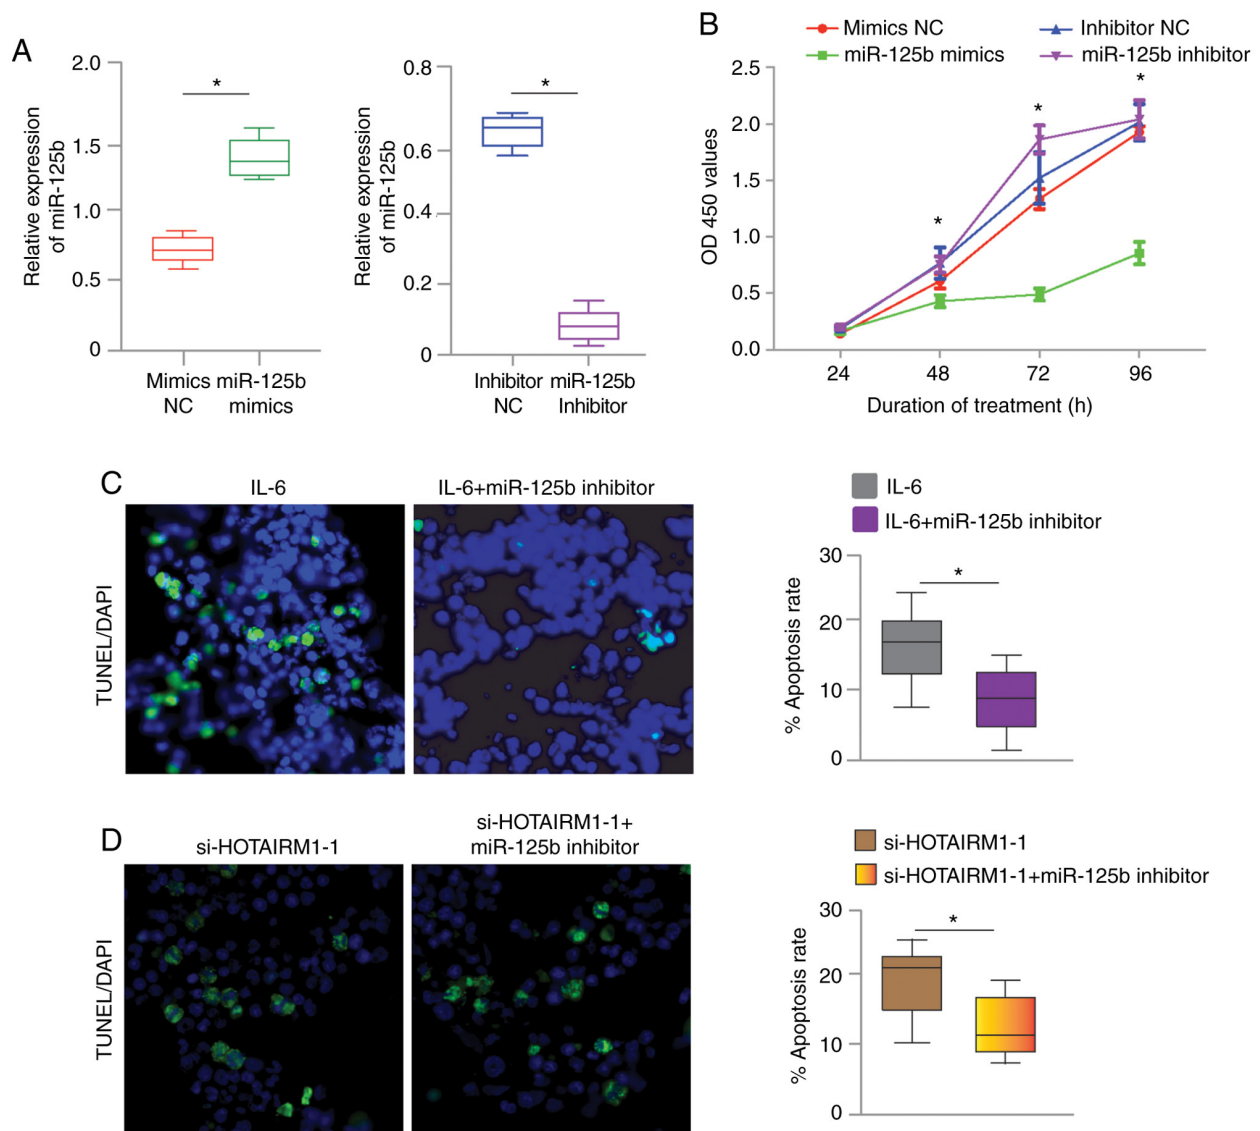 A
2.0
1.5
1.0
0.5
0
Relative expression
of miR-125b
*
Mimics
NC
miR-125b
mimics
0.8
0.6
0.4
0.2
0
Relative expression
of miR-125b
*
Inhibitor
NC
miR-125b
Inhibitor
B
Mimics NC
miR-125b mimics
Inhibitor NC
miR-125b inhibitor
2.5
2.0
1.5
1.0
0.5
0.0
OD 450 values
*
*
*
24
48
72
96
Duration of treatment (h)
C
IL-6
IL-6+miR-125b inhibitor
TUNEL/DAPI
IL-6
IL-6+miR-125b inhibitor
30
20
10
0
% Apoptosis rate
*
D
si-HOTAIRM1-1
si-HOTAIRM1-1+
miR-125b inhibitor
TUNEL/DAPI
si-HOTAIRM1-1
si-HOTAIRM1-1+miR-125b inhibitor
30
20
10
0
% Apoptosis rate
*